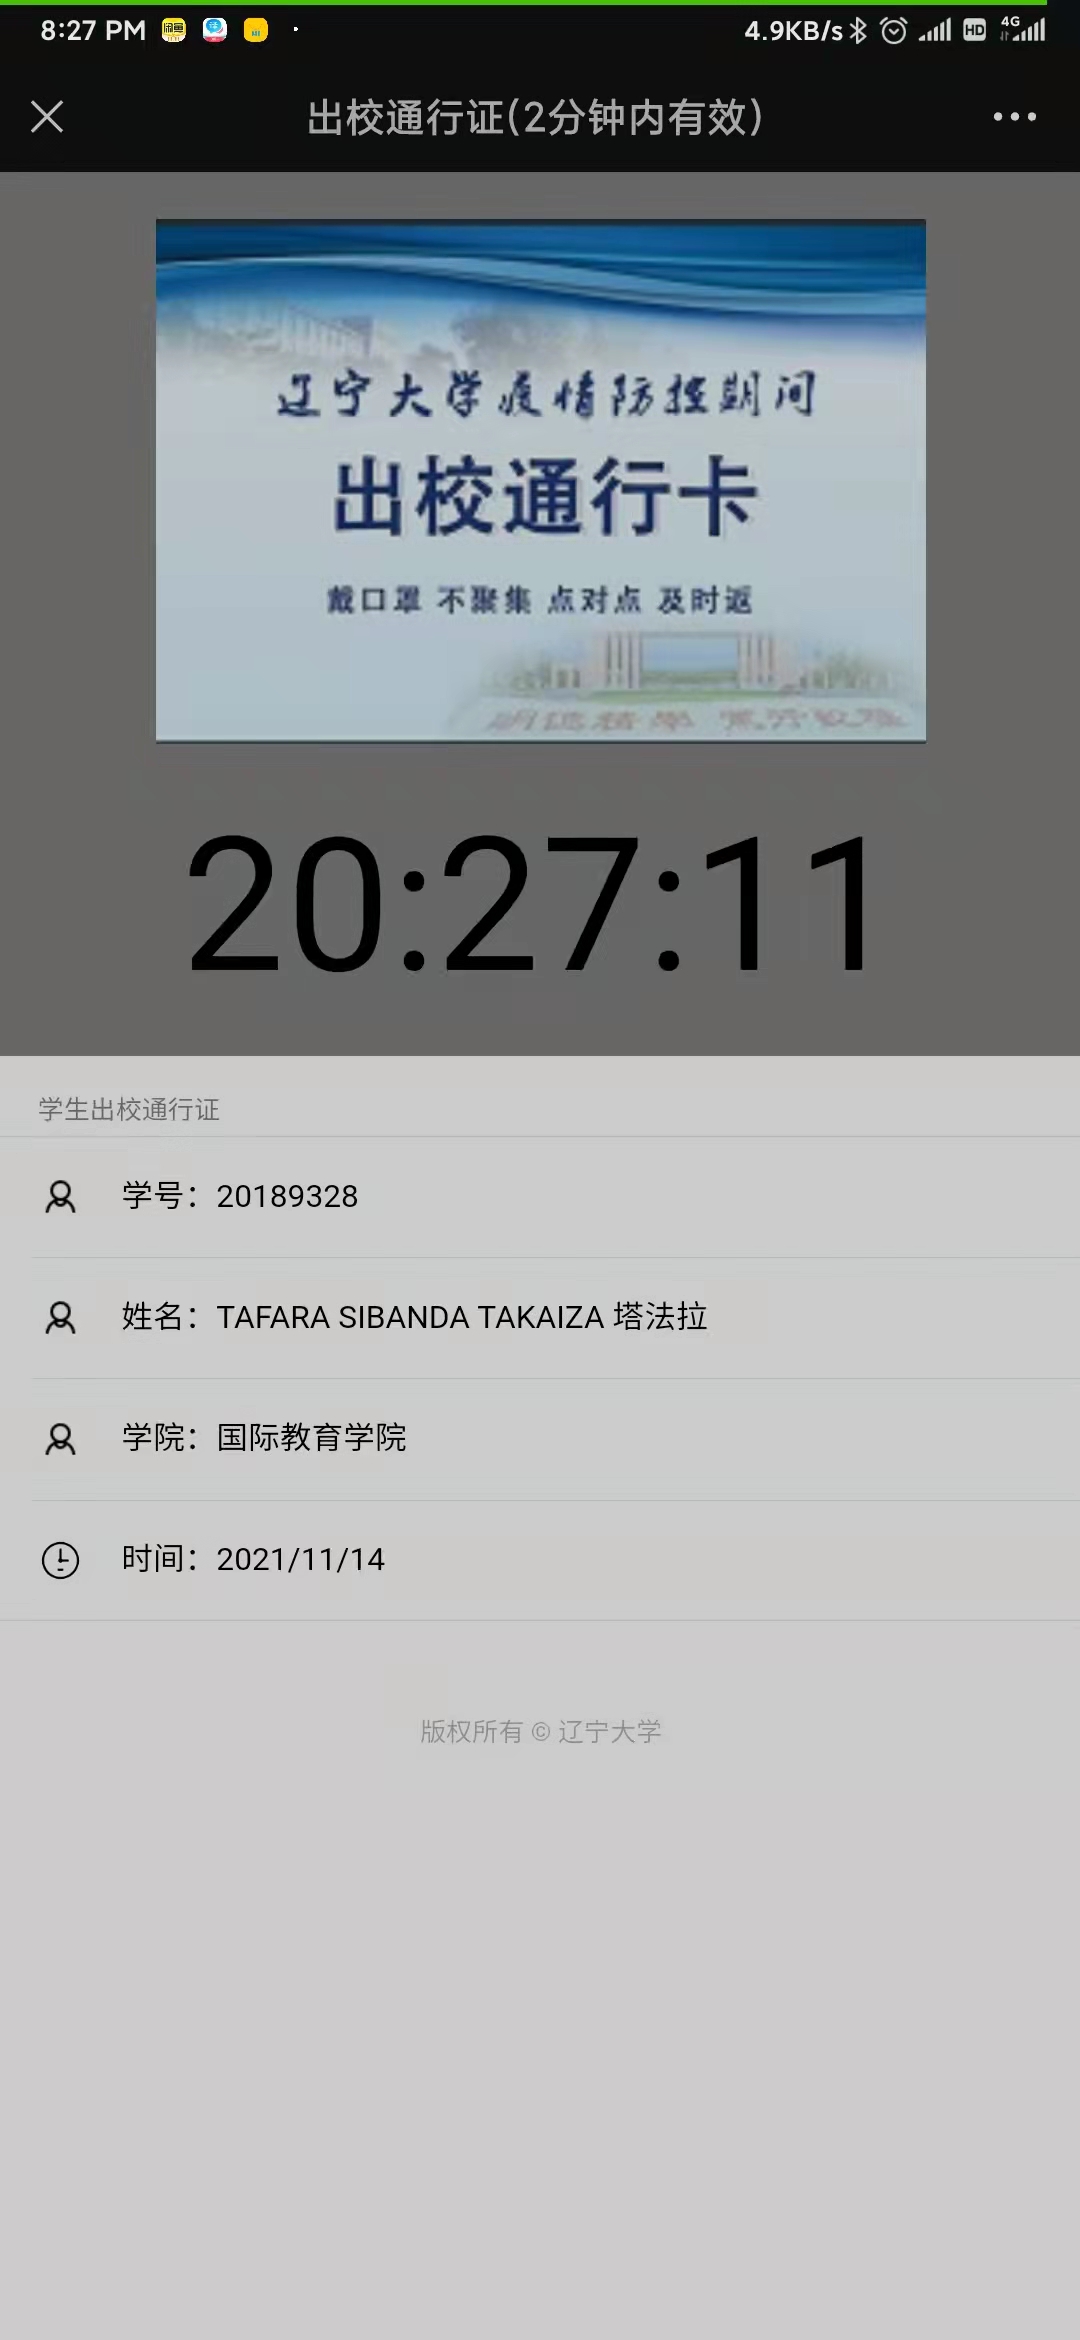 8:27 PM 4.9KB/s HD 4G
出校通行证(2分钟内有效)
辽宁大学疫情防控期间
出校通行卡
戴口罩 不聚集 点对点 及时返
20:27:11
学生出校通行证
学号：20189328
姓名：TAFARA SIBANDA TAKAIZA 塔法拉
学院：国际教育学院
时间：2021/11/14
版权所有 © 辽宁大学